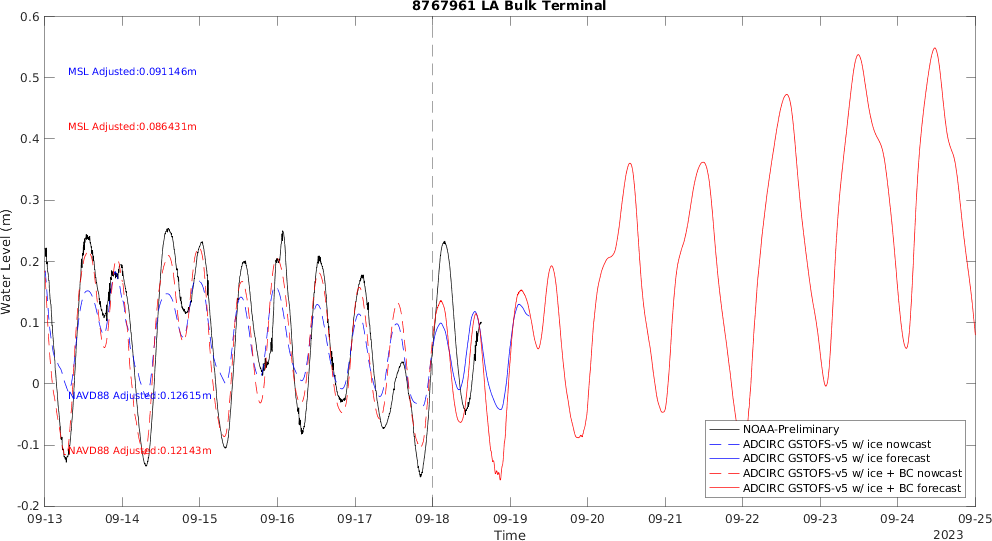 8767961 LA Bulk Terminal
0.6
0.5
0.4
0.3
0.2
0.1
0
-0.1
-0.2
Water Level (m)
MSL Adjusted:0.091146m
MSL Adjusted:0.086431m
NAVD88 Adjusted:0.12615m
NAVD88 Adjusted:0.12143m
NOAA-Preliminary
ADCIRC GSTOFS-v5 w/ ice nowcast
ADCIRC GSTOFS-v5 w/ ice forecast
ADCIRC GSTOFS-v5 w/ ice + BC nowcast
ADCIRC GSTOFS-v5 w/ ice + BC forecast
09-13 09-14 09-15 09-16 09-17 09-18 09-19 09-20 09-21 09-22 09-23 09-24 09-25
Time
2023